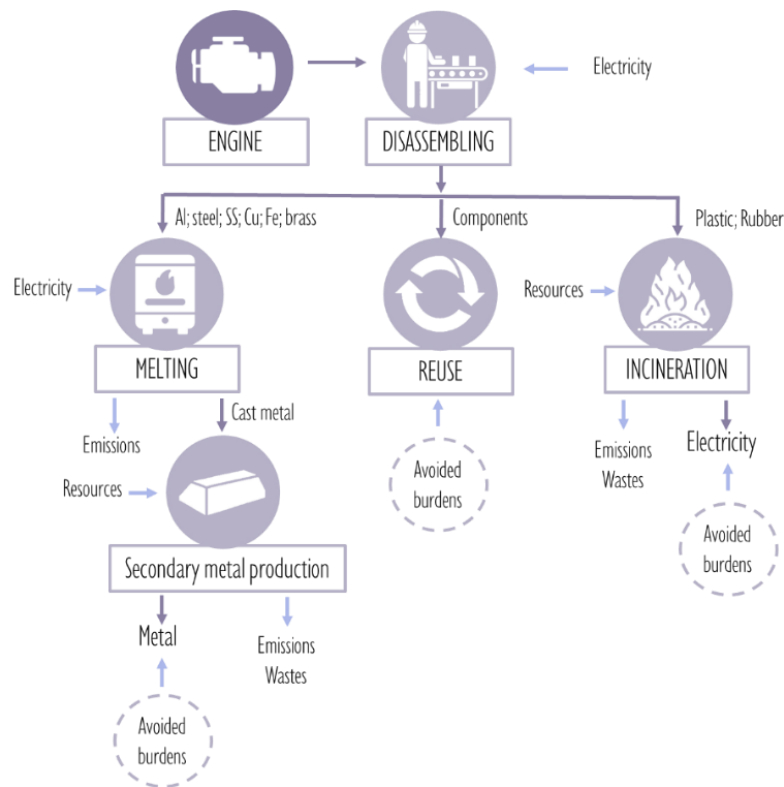 Electricity
ENGINE
DISASSEMBLING
Al; steel; SS; Cu; Fe; brass
Components
Plastic; Rubber
Electricity
Resources
MELTING
REUSE
INCINERATION
Emissions
Cast metal
Emissions
Wastes
Electricity
Avoided
burdens
Resources
Avoided
burdens
Secondary metal production
Metal
Emissions
Wastes
Avoided
burdens